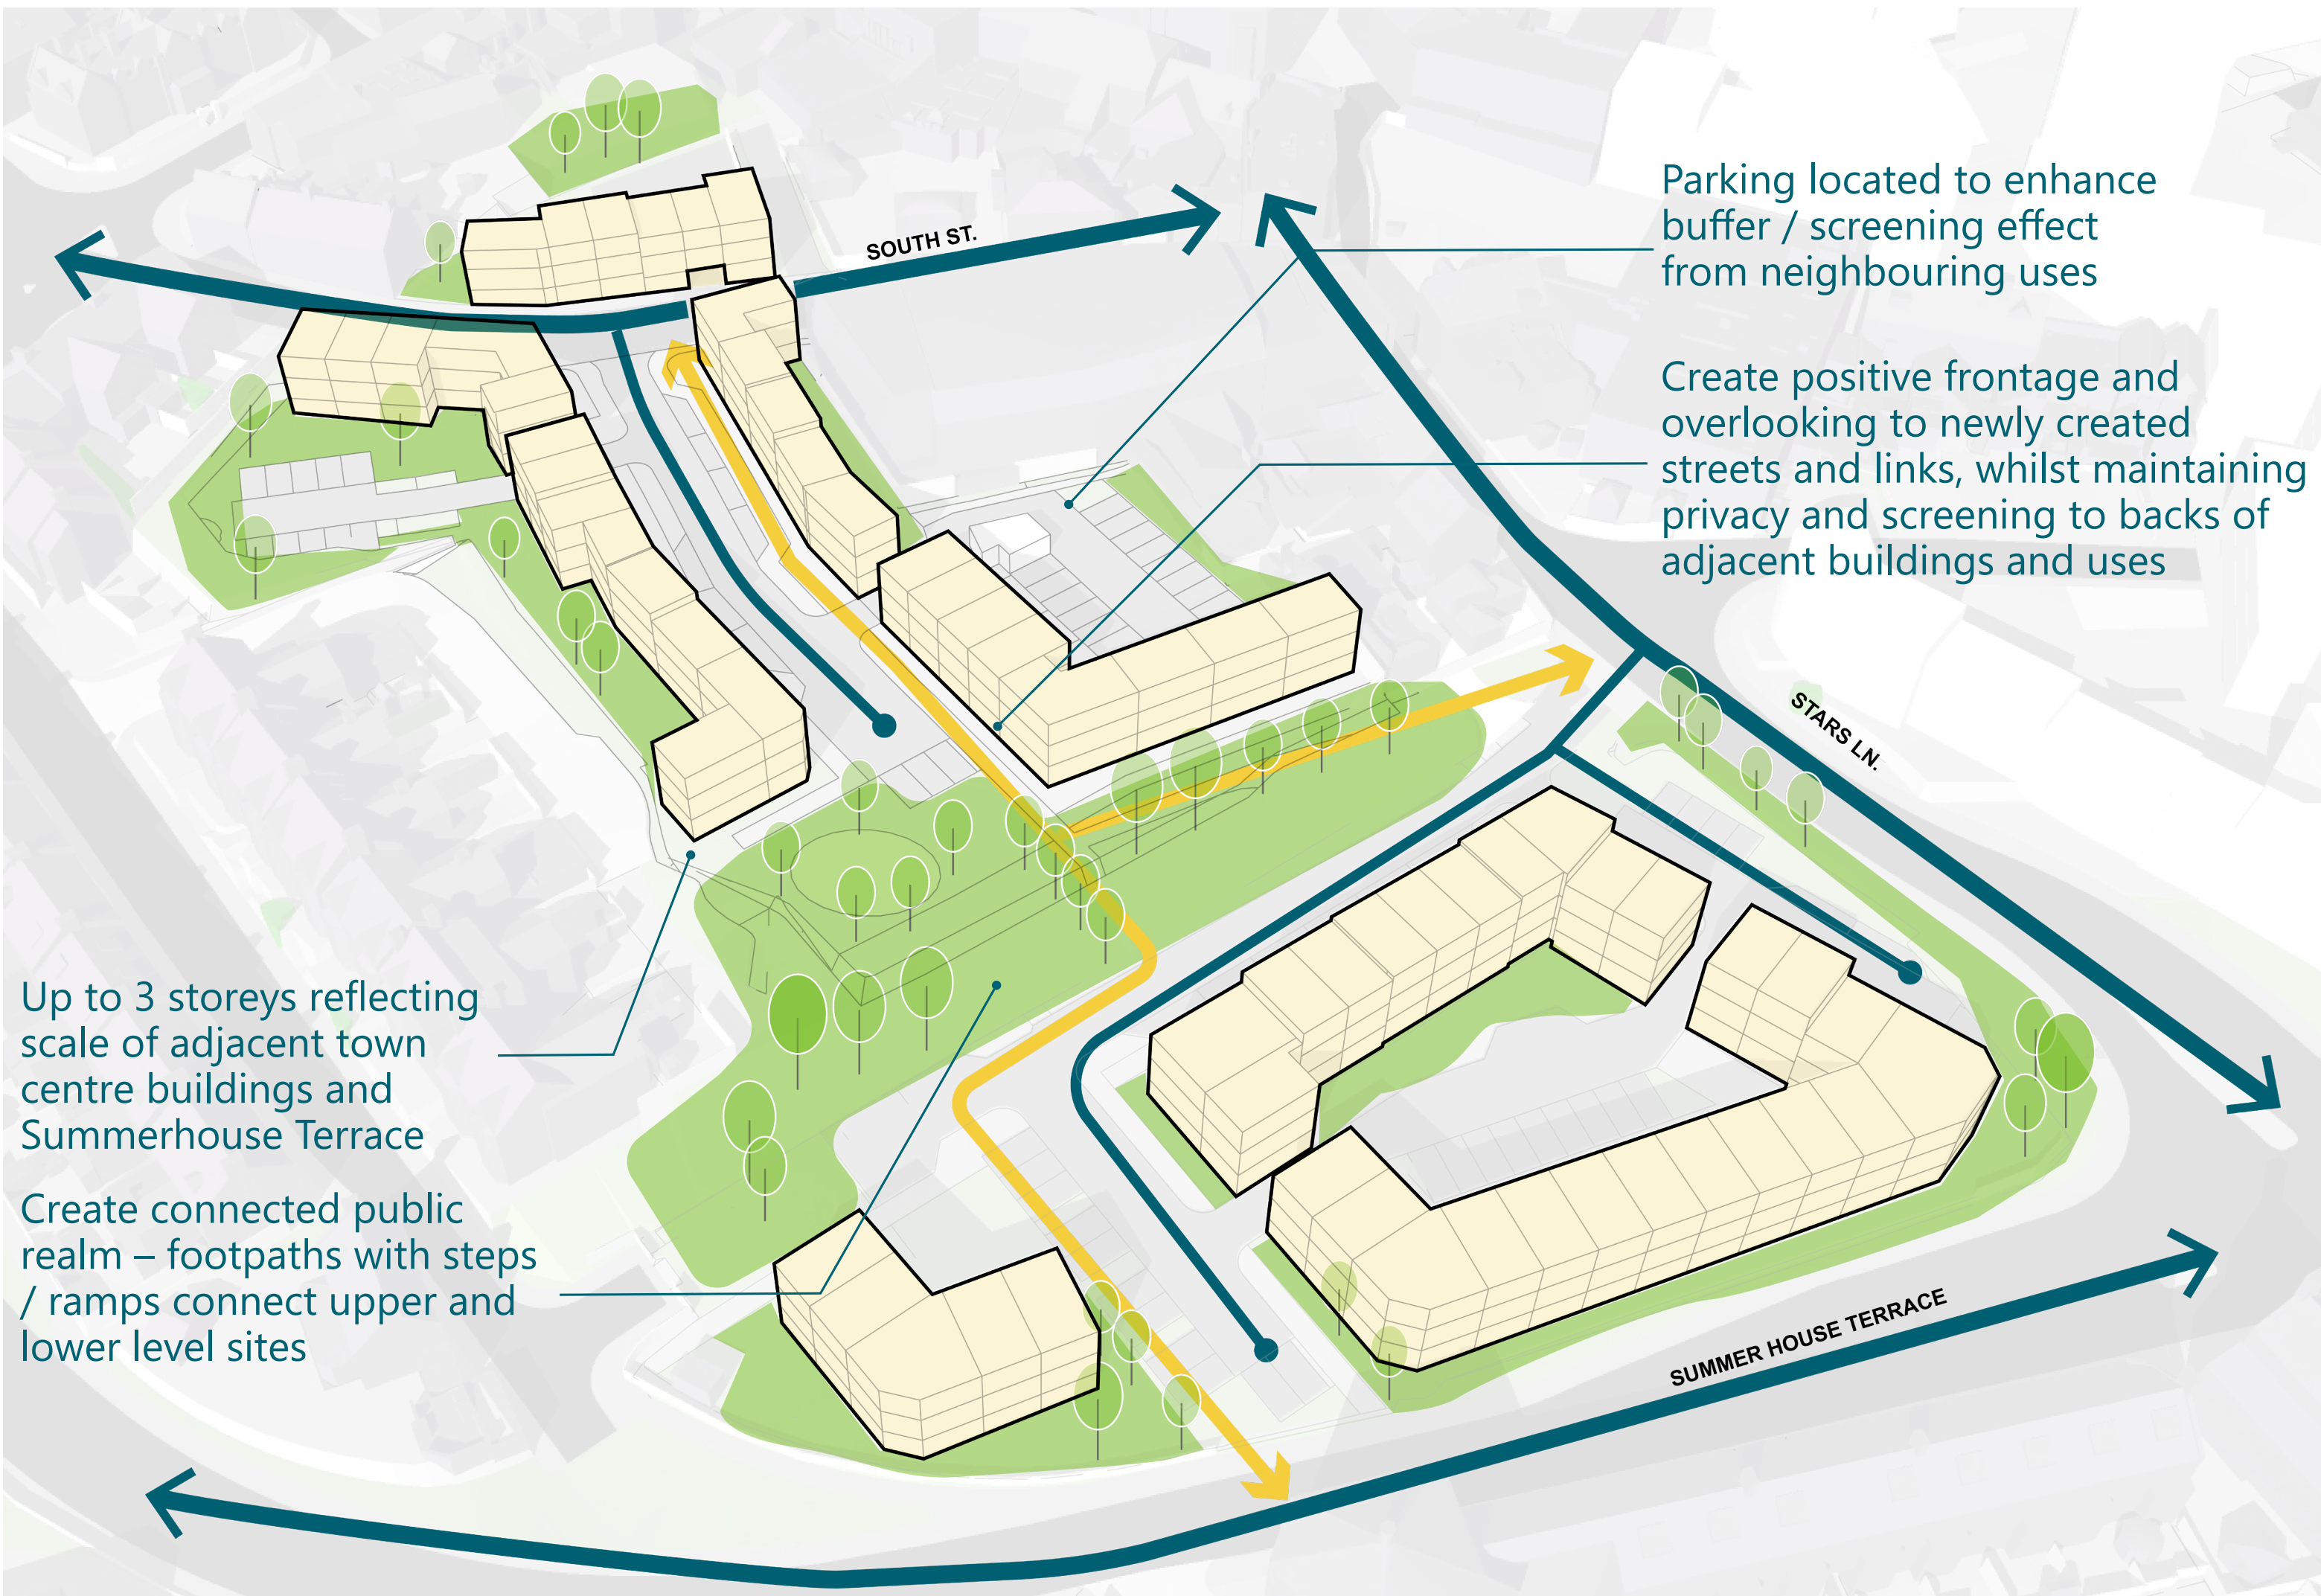 SOUTH ST.
Parking located to enhance
buffer / screening effect
from neighbouring uses
Create positive frontage and
overlooking to newly created
streets and links, whilst maintaining
privacy and screening to backs of
adjacent buildings and uses
STARS LN.
Up to 3 storeys reflecting
scale of adjacent town
centre buildings and
Summerhouse Terrace
Create connected public
realm – footpaths with steps
/ ramps connect upper and
lower level sites
SUMMER HOUSE TERRACE